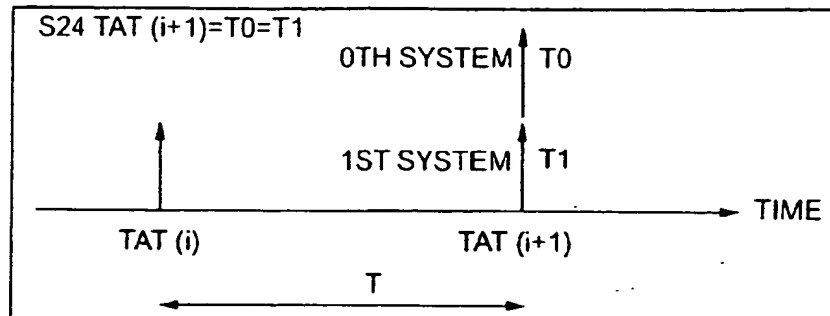 S24 TAT (i+1)=T0=T1
0TH SYSTEM T0
1ST SYSTEM T1
TIME
TAT (i) TAT (i+1)
T